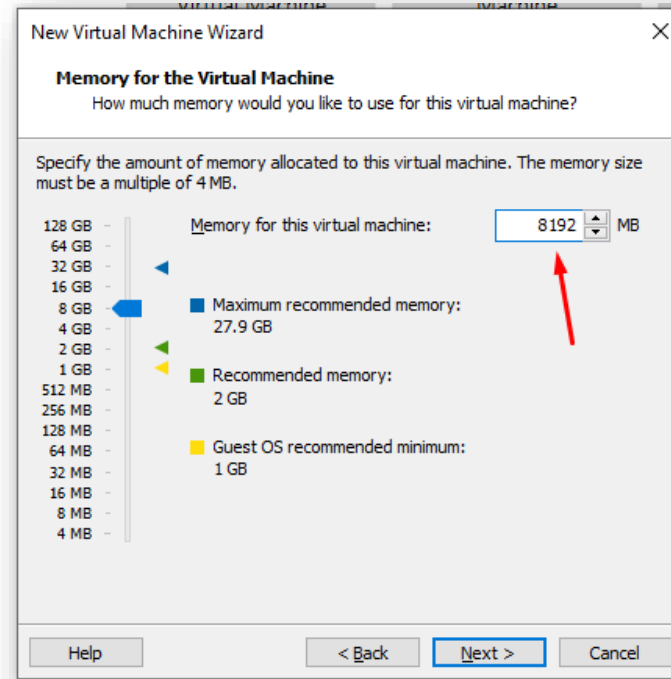 Virtual Machine Machine
New Virtual Machine Wizard
Memory for the Virtual Machine
How much memory would you like to use for this virtual machine?
Specify the amount of memory allocated to this virtual machine. The memory size
must be a multiple of 4 MB.
Memory for this virtual machine: 8192 MB
128 GB
64 GB
32 GB
16 GB
8 GB
4 GB
2 GB
1 GB
512 MB
256 MB
128 MB
64 MB
32 MB
16 MB
8 MB
4 MB
Maximum recommended memory:
27.9 GB
Recommended memory:
2 GB
Guest OS recommended minimum:
1 GB
Help < Back Next > Cancel